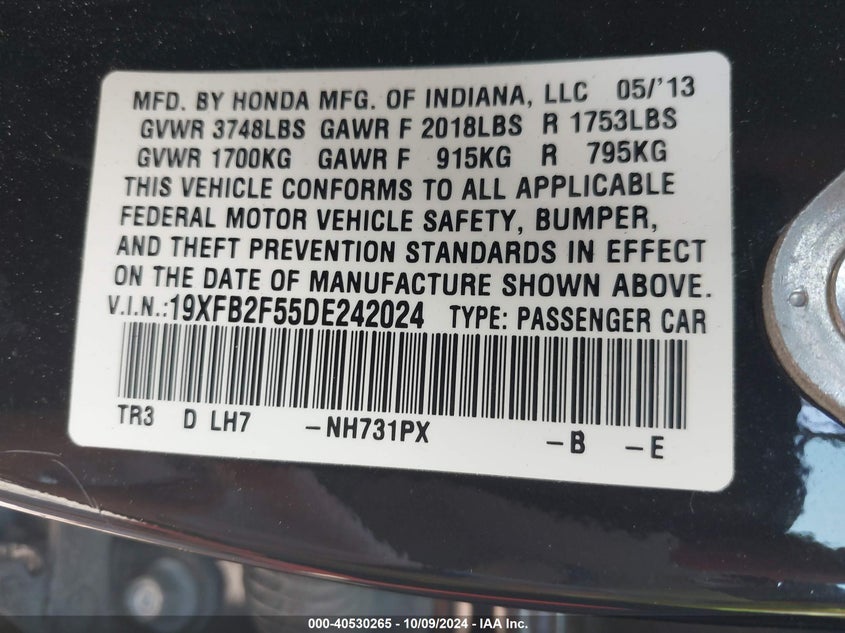 MFD. BY HONDA MFG. OF INDIANA, LLC 05/'13
GVWR 3748LBS GAWR F 2018LBS R 1753LBS
GVWR 1700KG GAWR F 915KG R 795KG
THIS VEHICLE CONFORMS TO ALL APPLICABLE
FEDERAL MOTOR VEHICLE SAFETY, BUMPER,
AND THEFT PREVENTION STANDARDS IN EFFECT
ON THE DATE OF MANUFACTURE SHOWN ABOVE.
V.I.N.:19XFB2F55DE242024 TYPE: PASSENGER CAR
TR3 D LH7 –NH731PX –B –E
000-40530265 - 10/09/2024 - IAA Inc.